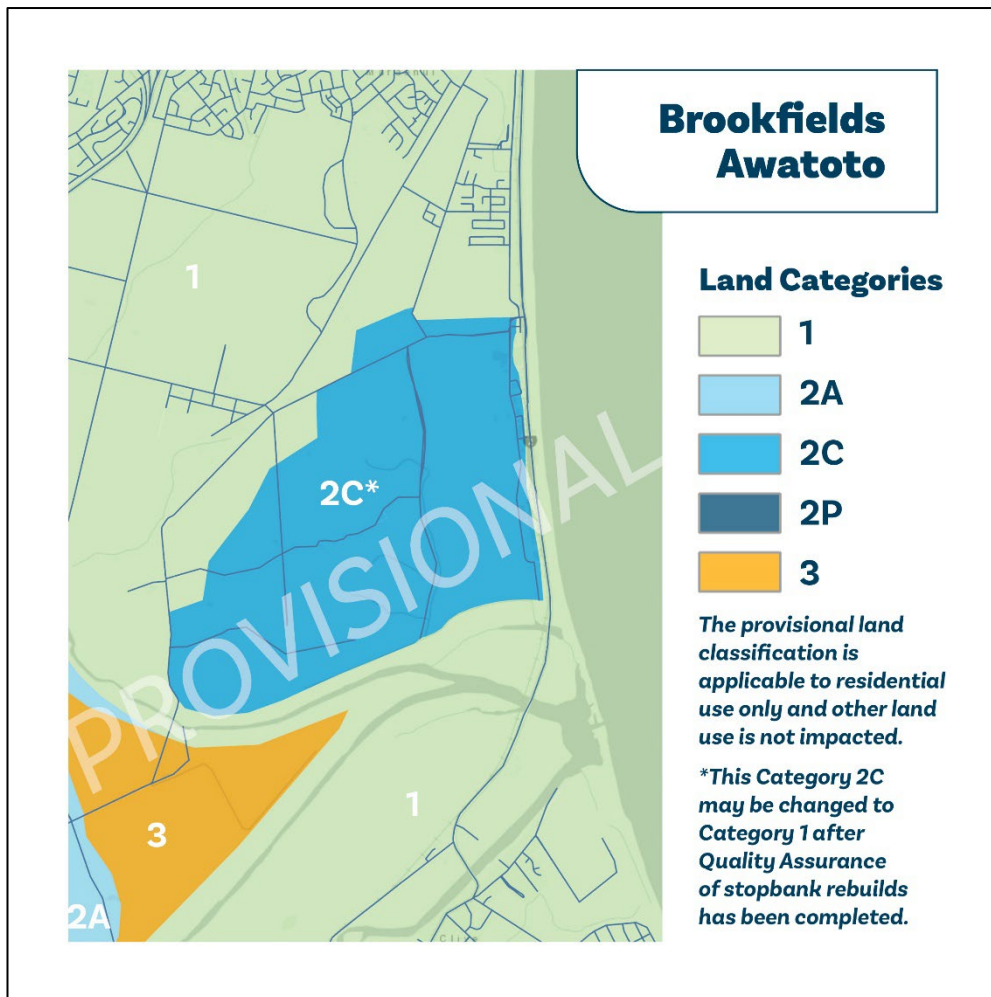 Brookfields
Awatoto
Land Categories
1
2A
2C
2P
3
The provisional land
classification is
applicable to residential
use only and other land
use is not impacted.
*This Category 2C
may be changed to
Category 1 after
Quality Assurance
of stopbank rebuilds
has been completed.
1
2C*
PROVISIONAL
3
1
2A